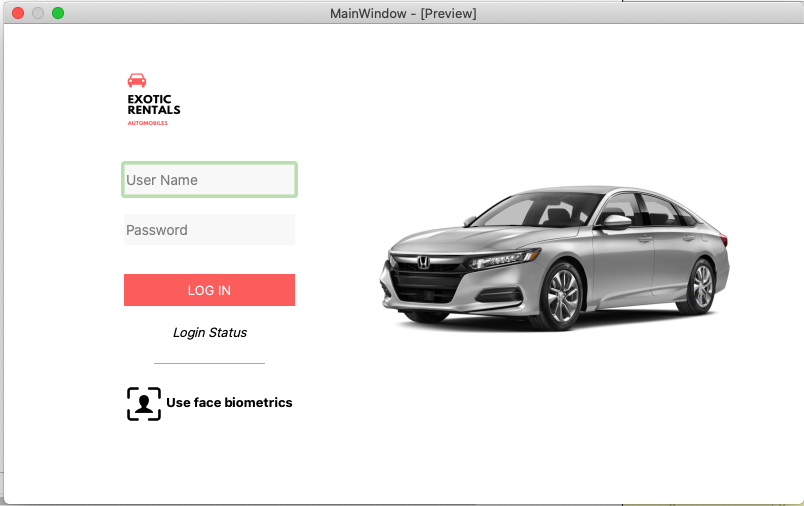 MainWindow - [Preview]
EXOTIC
RENTALS
AUTOMOBILES
User Name
Password
LOG IN
Login Status
Use face biometrics